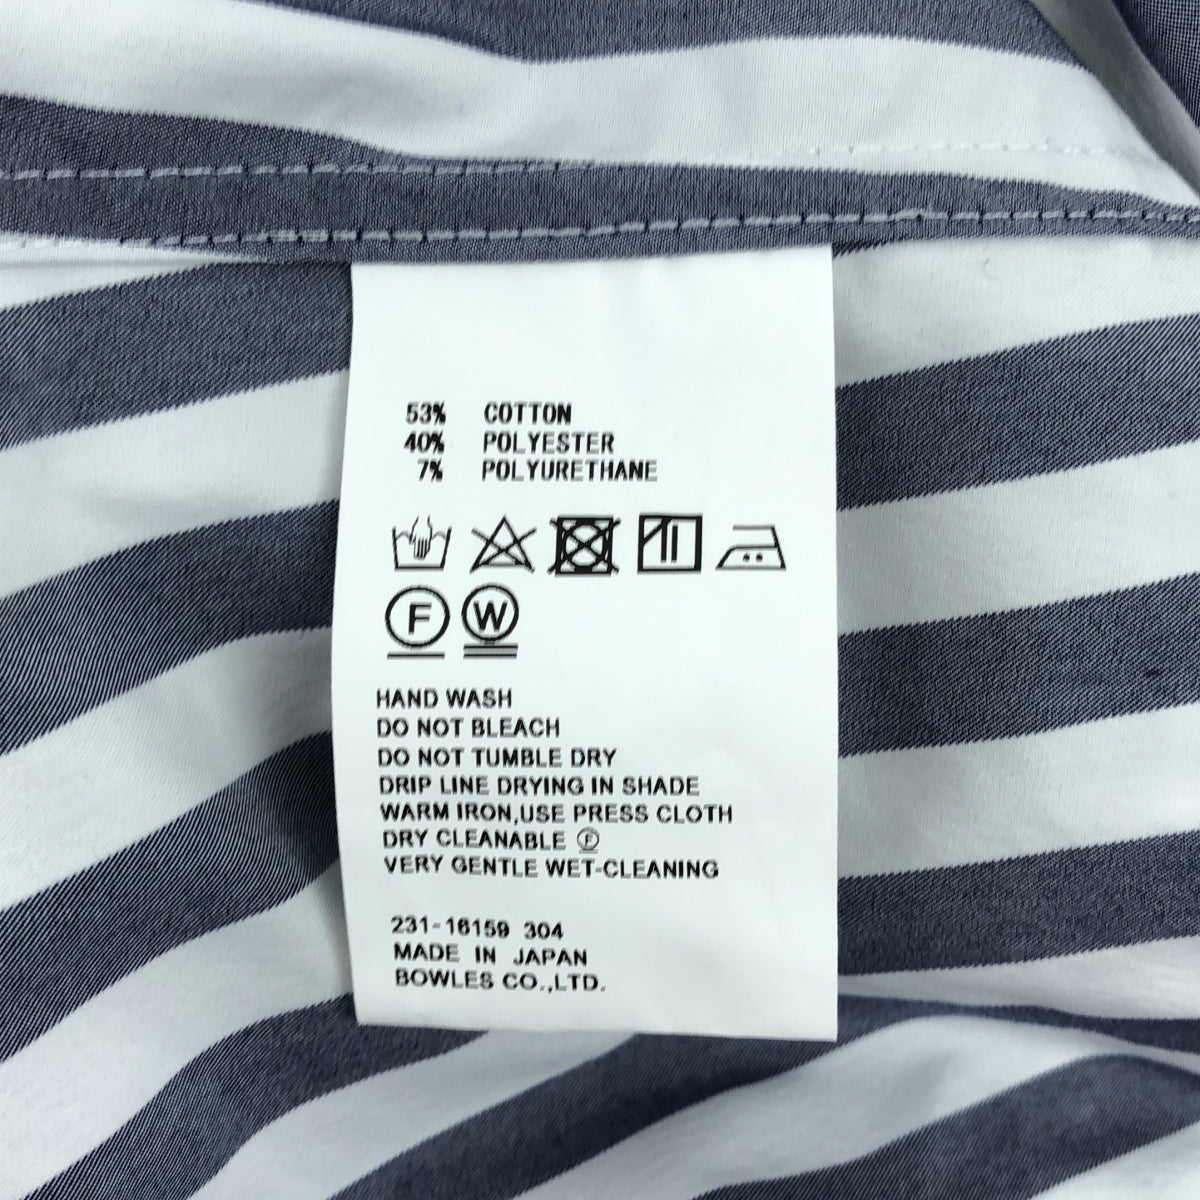 53% COTTON
40% POLYESTER
7% POLYURETHANE
F W
HAND WASH
DO NOT BLEACH
DO NOT TUMBLE DRY
DRIP LINE DRYING IN SHADE
WARM IRON,USE PRESS CLOTH
DRY CLEANABLE Ⓕ
VERY GENTLE WET-CLEANING
231-16159 304
MADE IN JAPAN
BOWLES CO.,LTD.